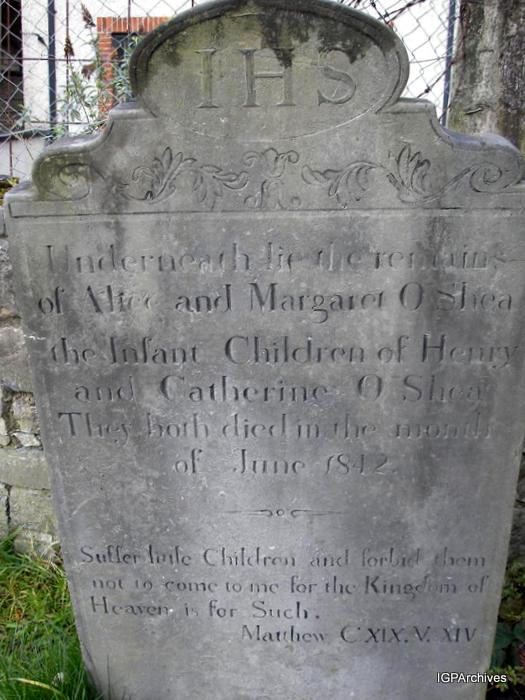 IHS
Underneath lie the remains
of Alice and Margaret O Shea
the Infant Children of Henry
and Catherine O Shea
They both died in the month
of June 1842.
Suffer little Children and forbid them
not to come to me for the Kingdom of
Heaven is for Such.
Matthew C.XIX.V. XIV
IGPArchives